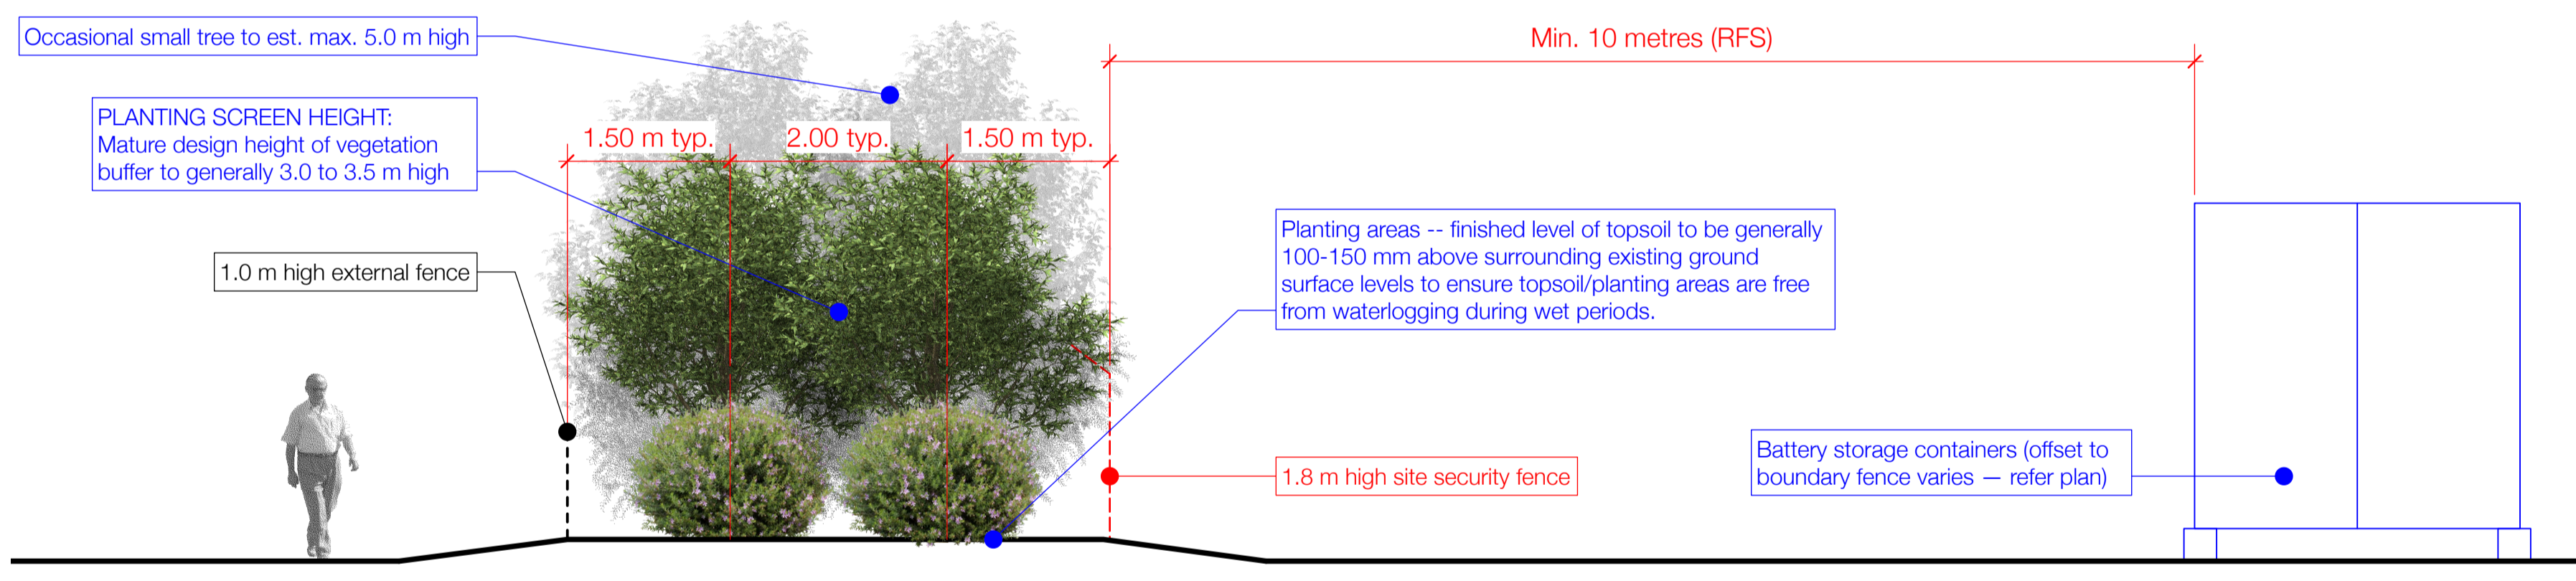 Occasional small tree to est. max. 5.0 m high
Min. 10 metres (RFS)
PLANTING SCREEN HEIGHT:
Mature design height of vegetation
buffer to generally 3.0 to 3.5 m high
1.50 m typ.
2.00 typ.
1.50 m typ.
1.0 m high external fence
Planting areas -- finished level of topsoil to be generally
100-150 mm above surrounding existing ground
surface levels to ensure topsoil/planting areas are free
from waterlogging during wet periods.
1.8 m high site security fence
Battery storage containers (offset to
boundary fence varies — refer plan)